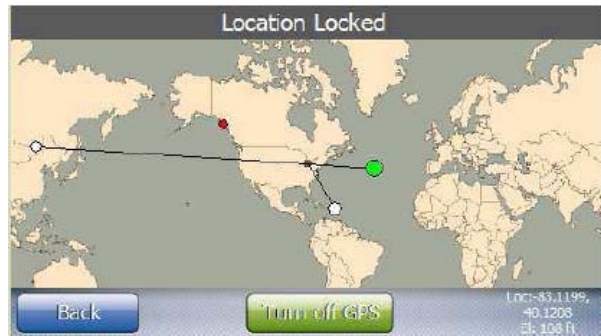 Location Locked
Back
Turn off GPS
Loc:-83.1199,
40.1208
El: 108 ft